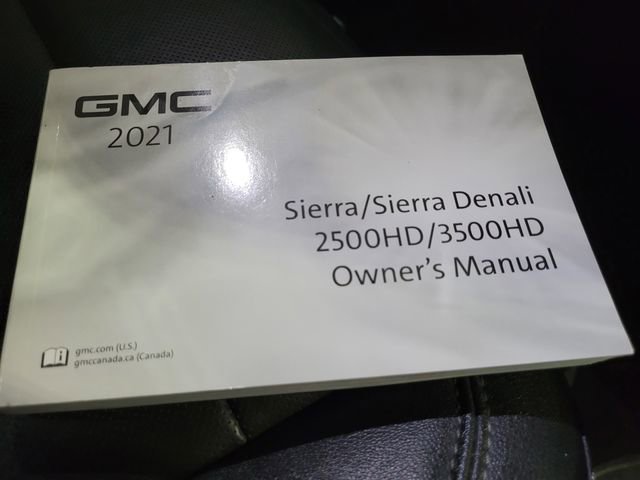 GMC
2021
Sierra/Sierra Denali
2500HD/3500HD
Owner's Manual
gmc.com (U.S.)
gmccanada.ca (Canada)